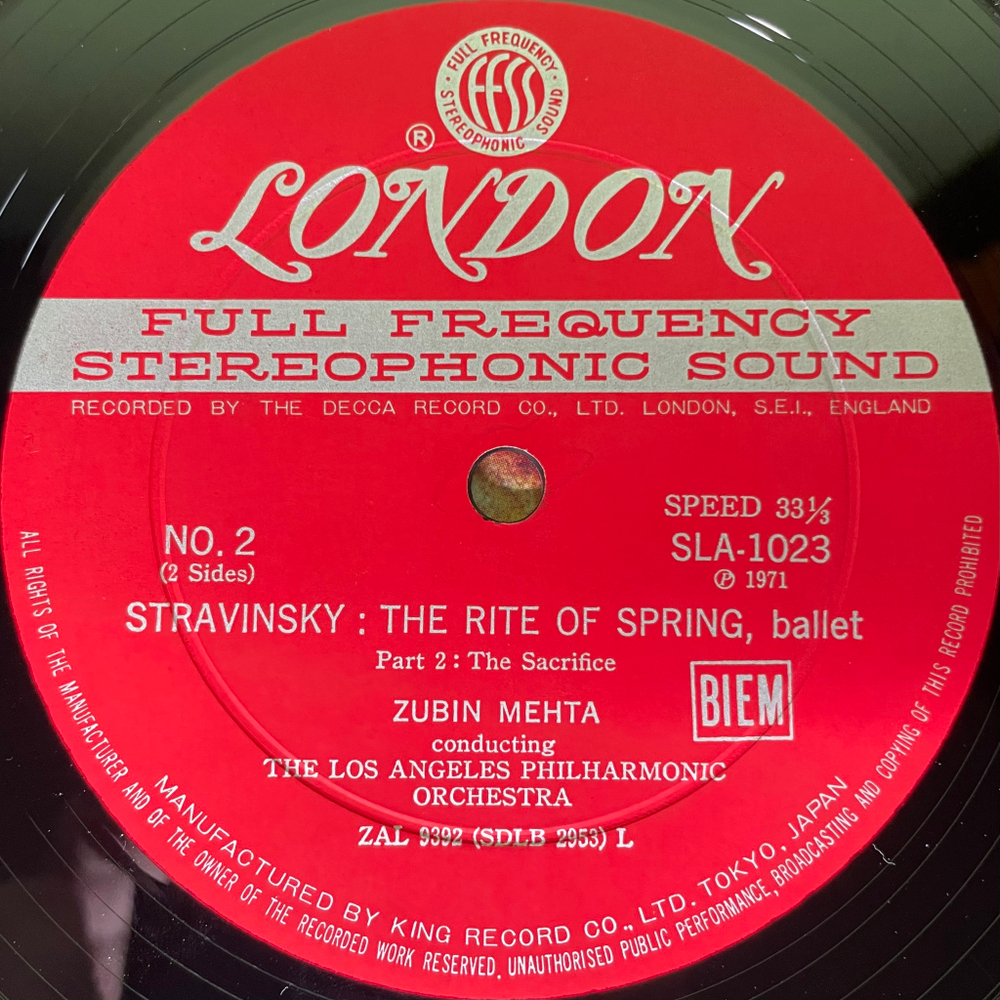 FULL FREQUENCY
FFSS
STEREOPHONIC SOUND
®
LONDON
FULL FREQUENCY
STEREOPHONIC SOUND
RECORDED BY THE DECCA RECORD CO., LTD. LONDON, S.E.I., ENGLAND
SPEED 33⅓
NO. 2
SLA-1023
(2 Sides)
℗ 1971
STRAVINSKY : THE RITE OF SPRING, ballet
Part 2 : The Sacrifice
BIEM
ZUBIN MEHTA
conducting
THE LOS ANGELES PHILHARMONIC
ORCHESTRA
ZAL 9392 (SDLB 2953) L
MANUFACTURED BY KING RECORD CO., LTD. TOKYO, JAPAN
ALL RIGHTS OF THE MANUFACTURER AND OF THE OWNER OF THE RECORDED WORK RESERVED, UNAUTHORISED PUBLIC PERFORMANCE, BROADCASTING AND COPYING OF THIS RECORD PROHIBITED